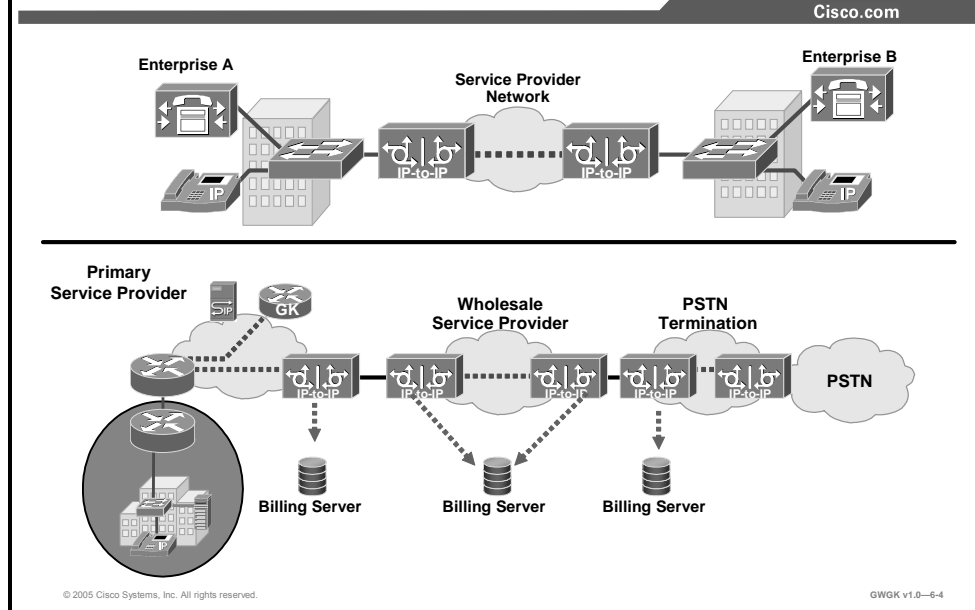 Cisco.com
Enterprise A
Enterprise B
Service Provider
Network
IP-to-IP
IP-to-IP
IP
IP
Primary
Service Provider
SIP
GK
Wholesale
Service Provider
PSTN
Termination
IP-to-IP
IP-to-IP
IP-to-IP
IP-to-IP
IP-to-IP
PSTN
Billing Server
Billing Server
Billing Server
IP
© 2005 Cisco Systems, Inc. All rights reserved.
GWGK v1.0—6-4